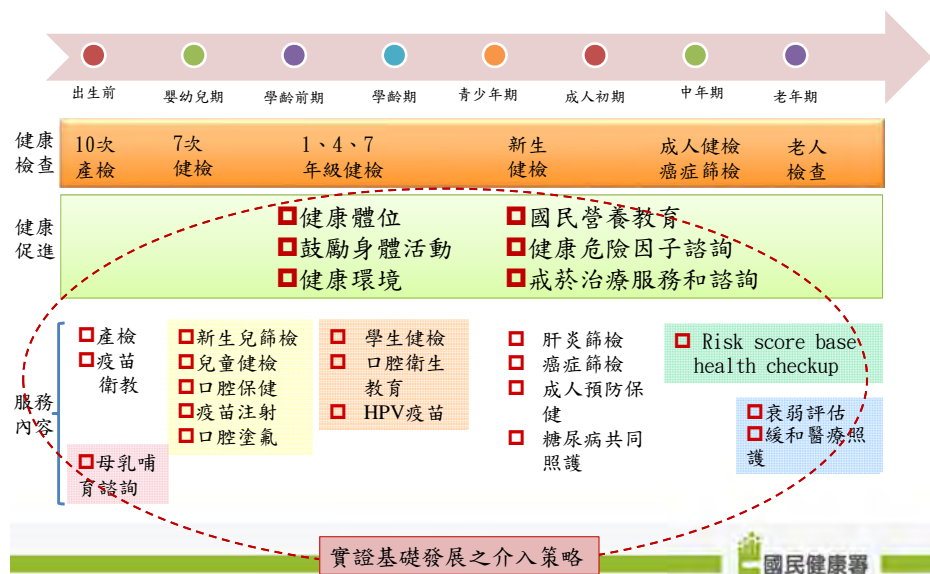 出生前
嬰幼兒期
學齡前期
學齡期
青少年期
成人初期
中年期
老年期
健康
檢查
10次
產檢
7次
健檢
1、4、7
年級健檢
新生
健檢
成人健檢
癌症篩檢
老人
檢查
健康
促進
健康體位
鼓勵身體活動
健康環境
國民營養教育
健康危險因子諮詢
戒菸治療服務和諮詢
服務
內容
產檢
疫苗
衛教
母乳哺
育諮詢
新生兒篩檢
兒童健檢
口腔保健
疫苗注射
口腔塗氟
學生健檢
口腔衛生
教育
HPV疫苗
肝炎篩檢
癌症篩檢
成人預防保
健
糖尿病共同
照護
Risk score base
health checkup
衰弱評估
緩和醫療照
護
實證基礎發展之介入策略
國民健康署